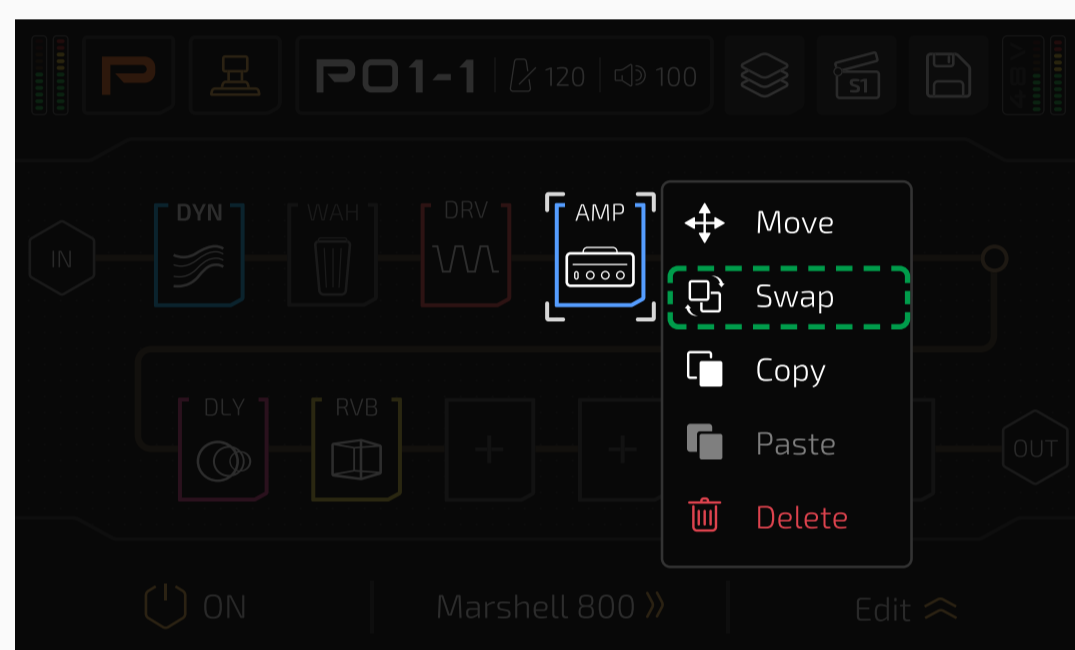 P01-1 120 100 S1 48V
DYN WAH DRV AMP
IN
Move
Swap
Copy
Paste
Delete
DLY RVB
OUT
ON Marshell 800 Edit